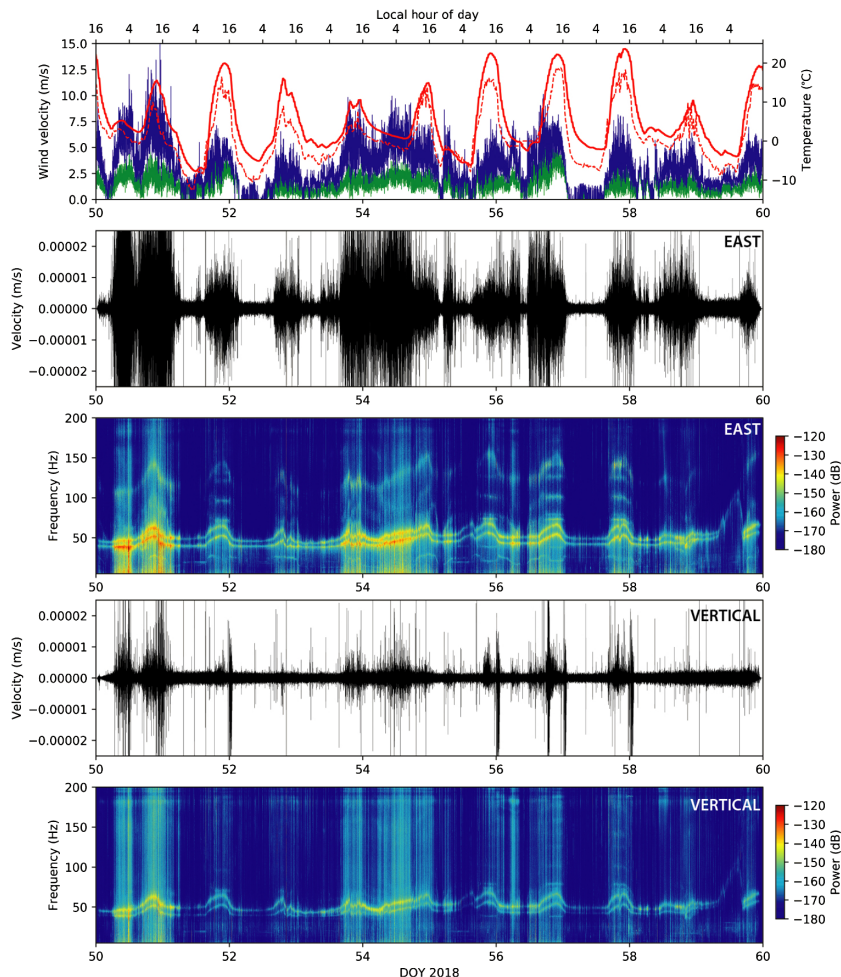 Local hour of day
16 4 16 4 16 4 16 4 16 4 16 4 16 4 16 4 16 4 16 4
15.0
12.5
10.0
7.5
5.0
2.5
0.0
Wind velocity (m/s)
20
10
0
−10
Temperature (°C)
50 52 54 56 58 60
EAST
0.00002
0.00001
0.00000
−0.00001
−0.00002
Velocity (m/s)
50 52 54 56 58 60
EAST
200
150
100
50
Frequency (Hz)
−120
−130
−140
−150
−160
−170
−180
Power (dB)
50 52 54 56 58 60
VERTICAL
0.00002
0.00001
0.00000
−0.00001
−0.00002
Velocity (m/s)
50 52 54 56 58 60
VERTICAL
200
150
100
50
Frequency (Hz)
−120
−130
−140
−150
−160
−170
−180
Power (dB)
50 52 54 56 58 60
DOY 2018